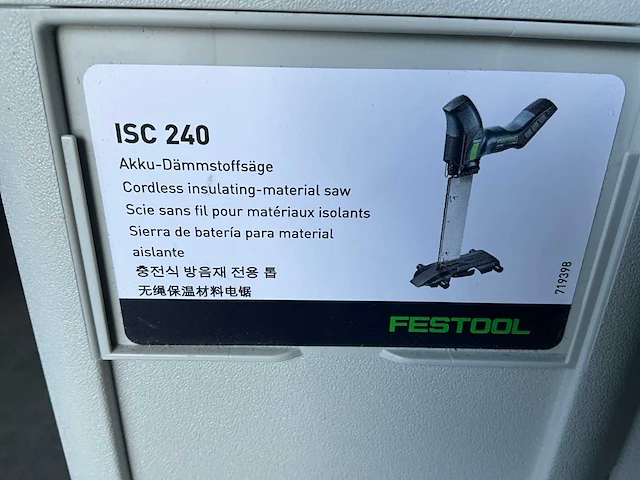 ISC 240
Akku-Dämmstoffsäge
Cordless insulating-material saw
Scie sans fil pour matériaux isolants
Sierra de batería para material
aislante
충전식 방음재 전용 톱
无绳保温材料电锯
719398
FESTOOL